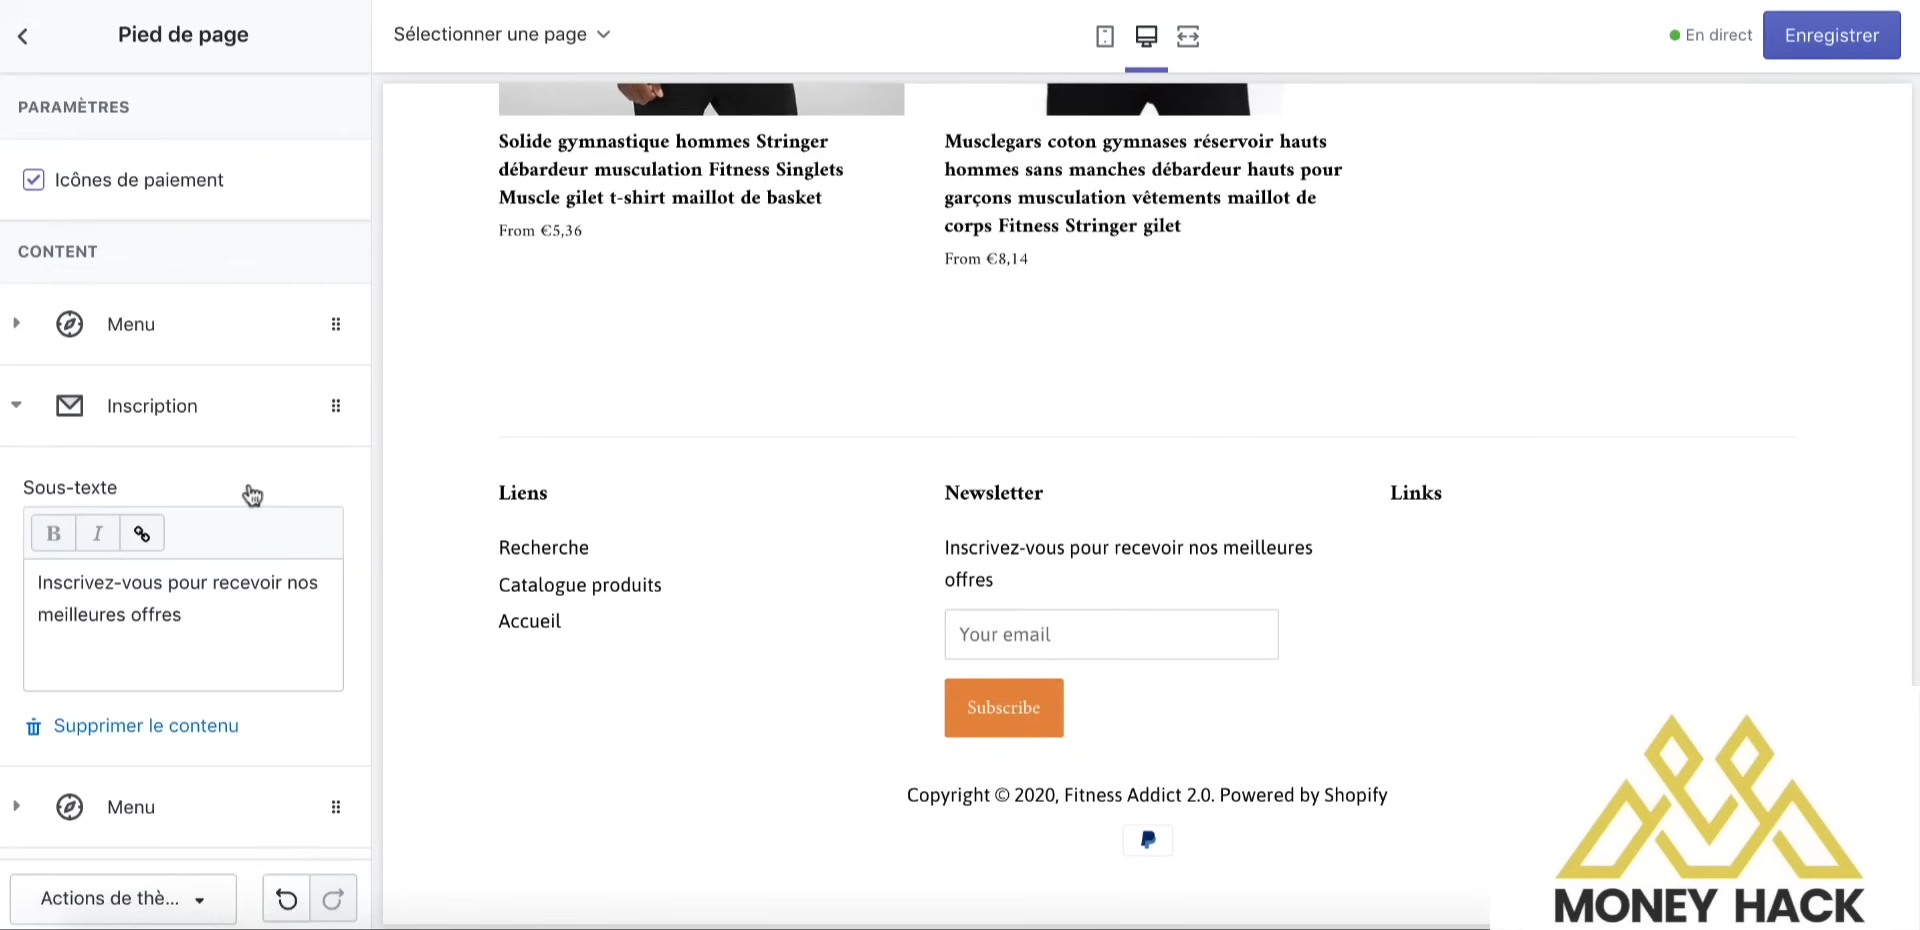 Pied de page
Sélectionner une page
En direct
Enregistrer
PARAMÈTRES
Icônes de paiement
CONTENT
Menu
Inscription
Sous-texte
B I
Inscrivez-vous pour recevoir nos
meilleures offres
Supprimer le contenu
Menu
Actions de thè...
Solide gymnastique hommes Stringer
débardeur musculation Fitness Singlets
Muscle gilet t-shirt maillot de basket
From €5,36
Musclegars coton gymnases réservoir hauts
hommes sans manches débardeur hauts pour
garçons musculation vêtements maillot de
corps Fitness Stringer gilet
From €8,14
Liens
Recherche
Catalogue produits
Accueil
Newsletter
Inscrivez-vous pour recevoir nos meilleures
offres
Your email
Subscribe
Links
Copyright © 2020, Fitness Addict 2.0. Powered by Shopify
MONEY HACK